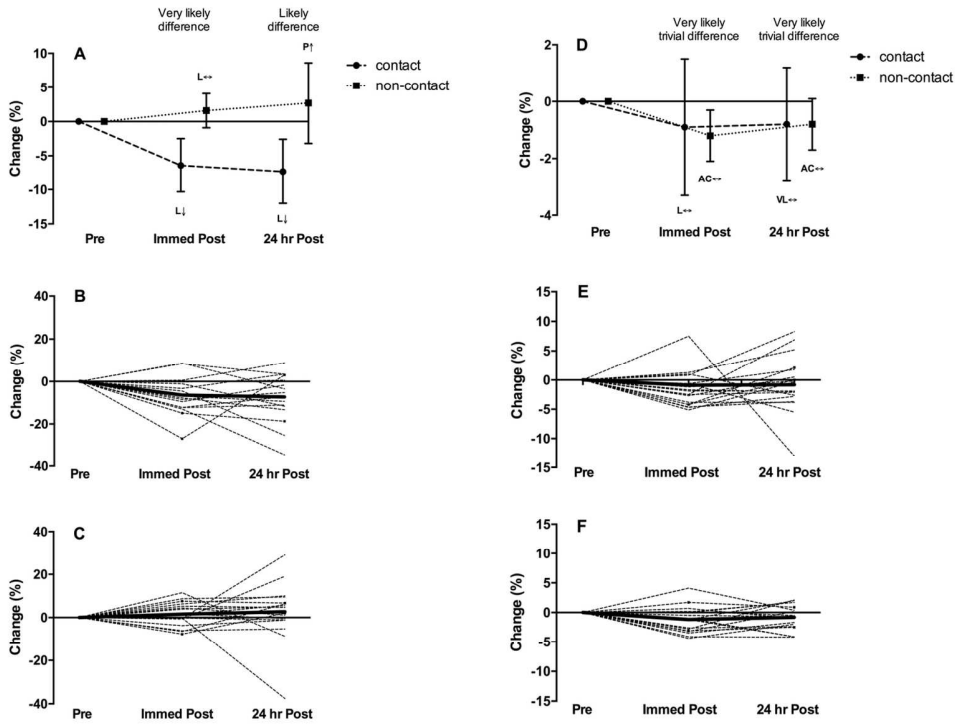 Very likely
difference
Likely
difference
A
10
5
0
-5
-10
-15
Change (%)
L↔
P↑
L↓
L↓
contact
non-contact
Pre
Immed Post
24 hr Post
Very likely
trivial difference
Very likely
trivial difference
D
2
0
-2
-4
Change (%)
AC↔
L↔
AC↔
VL↔
contact
non-contact
Pre
Immed Post
24 hr Post
B
40
20
0
-20
-40
Change (%)
Pre
Immed Post
24 hr Post
E
15
10
5
0
-5
-10
-15
Change (%)
Pre
Immed Post
24 hr Post
C
40
20
0
-20
-40
Change (%)
Pre
Immed Post
24 hr Post
F
15
10
5
0
-5
-10
-15
Change (%)
Pre
Immed Post
24 hr Post